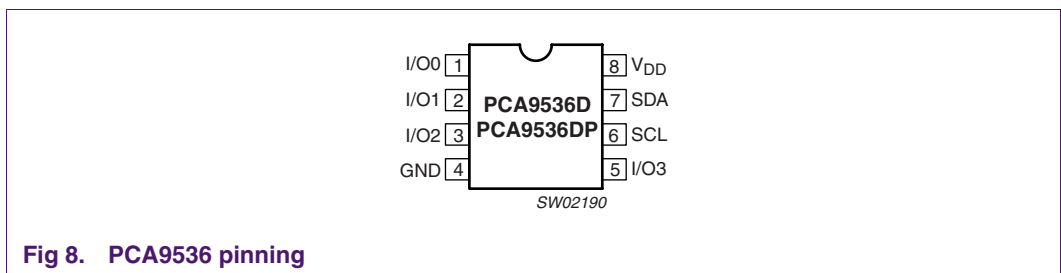 I/O0 1 8 VDD
I/O1 2 PCA9536D 7 SDA
I/O2 3 PCA9536DP 6 SCL
GND 4 5 I/O3
SW02190
Fig 8. PCA9536 pinning